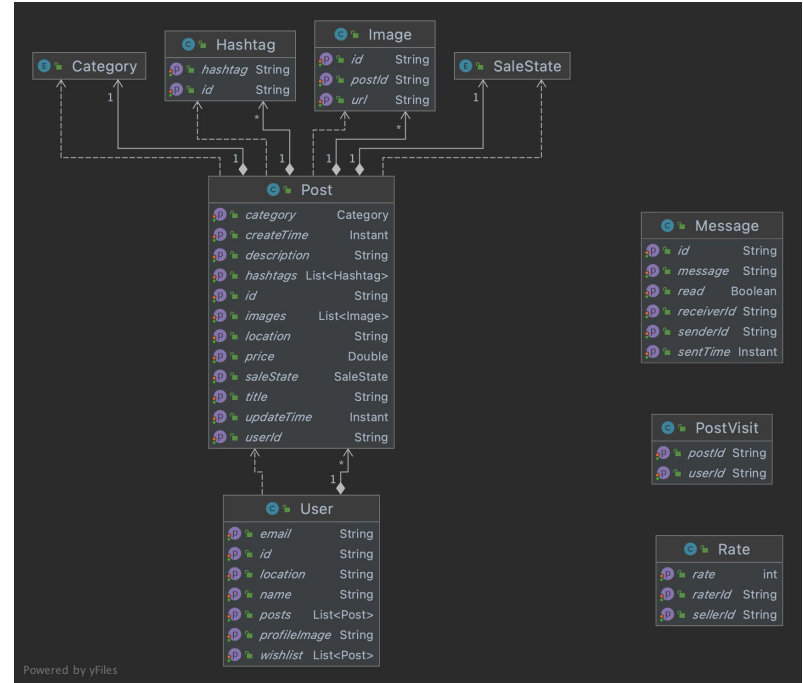 Category
Hashtag
hashtag String
id String
Image
id String
postId String
url String
SaleState
1
*
*
1
1
1
1
1
Post
category Category
createTime Instant
description String
hashtags List<Hashtag>
id String
images List<Image>
location String
price Double
saleState SaleState
title String
updateTime Instant
userId String
*
1
User
email String
id String
location String
name String
posts List<Post>
profileImage String
wishlist List<Post>
Message
id String
message String
read Boolean
receiverId String
senderId String
sentTime Instant
PostVisit
postId String
userId String
Rate
rate int
raterId String
sellerId String
Powered by yFiles